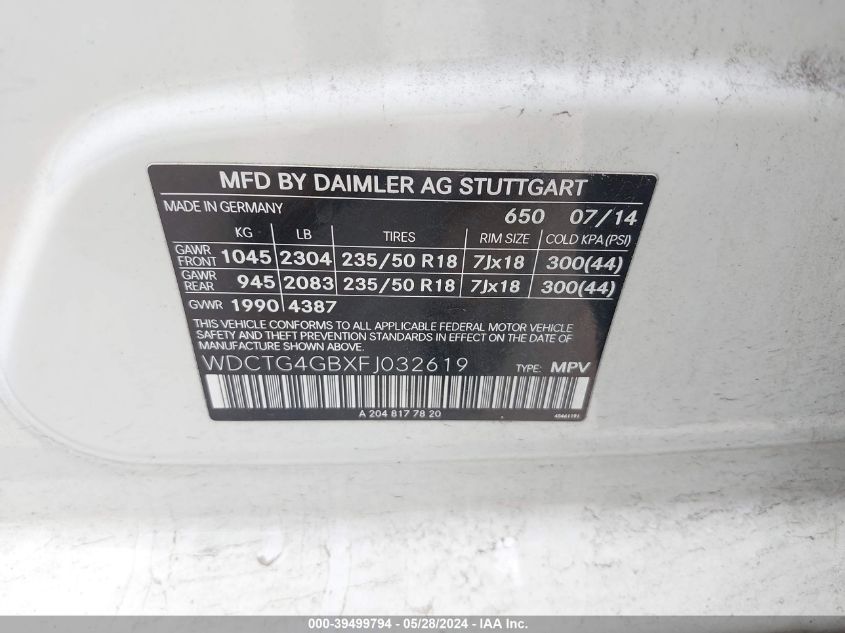 MFD BY DAIMLER AG STUTTGART
MADE IN GERMANY 650 07/14
KG LB TIRES RIM SIZE COLD KPA (PSI)
GAWR FRONT 1045 2304 235/50 R18 7Jx18 300(44)
GAWR REAR 945 2083 235/50 R18 7Jx18 300(44)
GVWR 1990 4387
THIS VEHICLE CONFORMS TO ALL APPLICABLE FEDERAL MOTOR VEHICLE
SAFETY AND THEFT PREVENTION STANDARDS IN EFFECT ON THE DATE OF
MANUFACTURE SHOWN ABOVE.
WDCTG4GBXFJ032619 TYPE: MPV
A 204 817 78 20
000-39499794 - 05/28/2024 - IAA Inc.